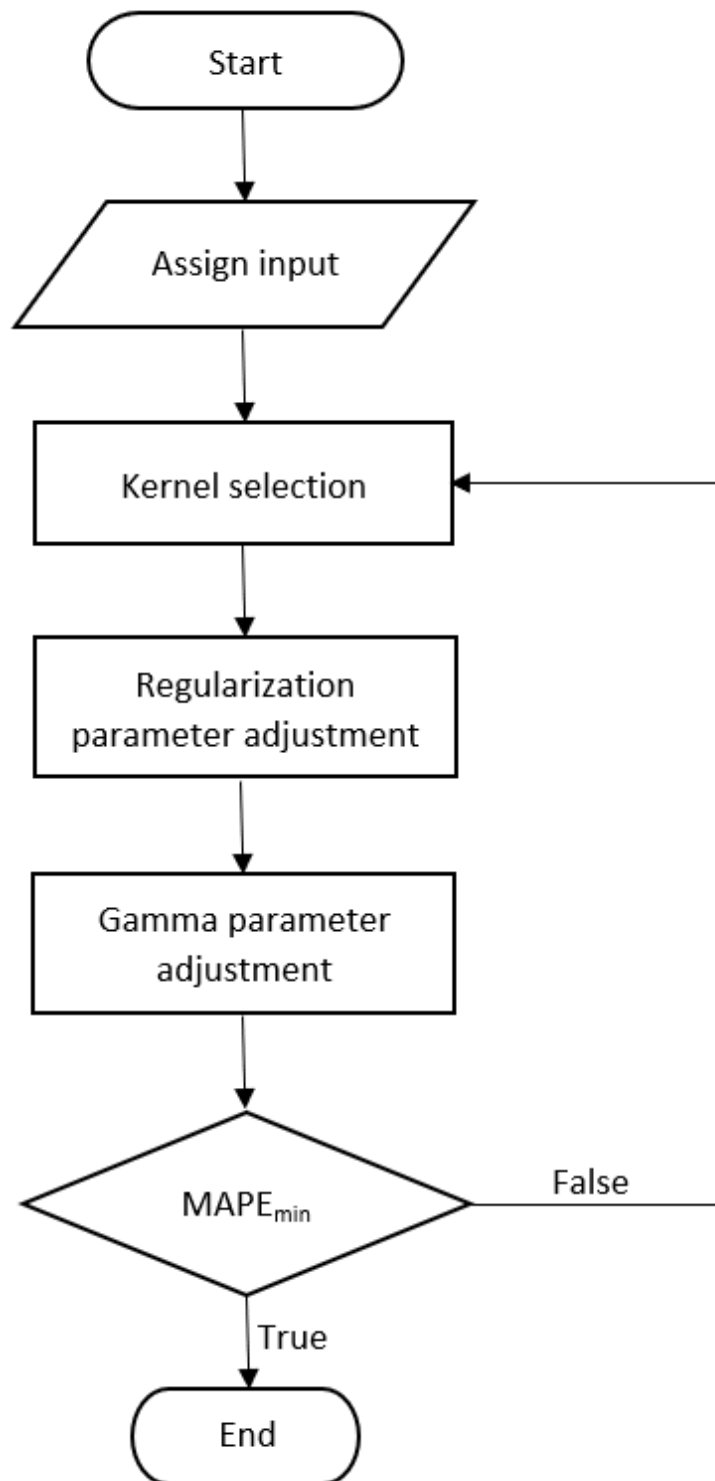 Start
Assign input
Kernel selection
Regularization
parameter adjustment
Gamma parameter
adjustment
MAPEmin
False
True
End